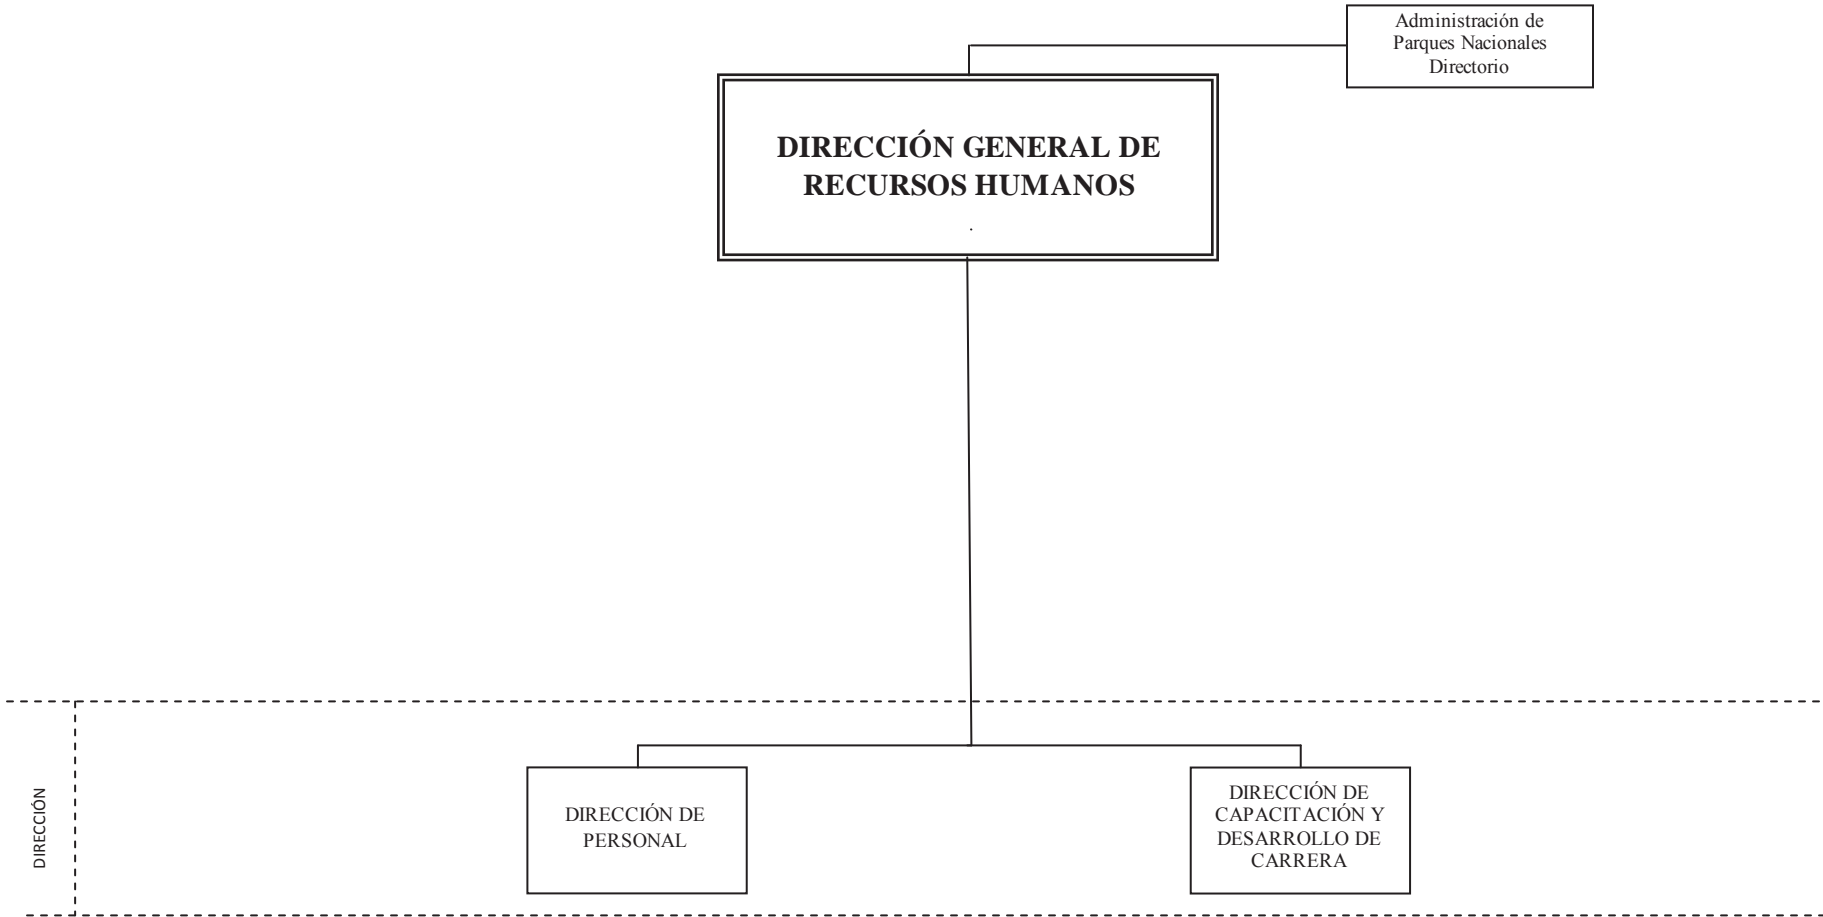 Administración de
Parques Nacionales
Directorio
DIRECCIÓN GENERAL DE
RECURSOS HUMANOS
.
DIRECCIÓN
DIRECCIÓN DE
PERSONAL
DIRECCIÓN DE
CAPACITACIÓN Y
DESARROLLO DE
CARRERA